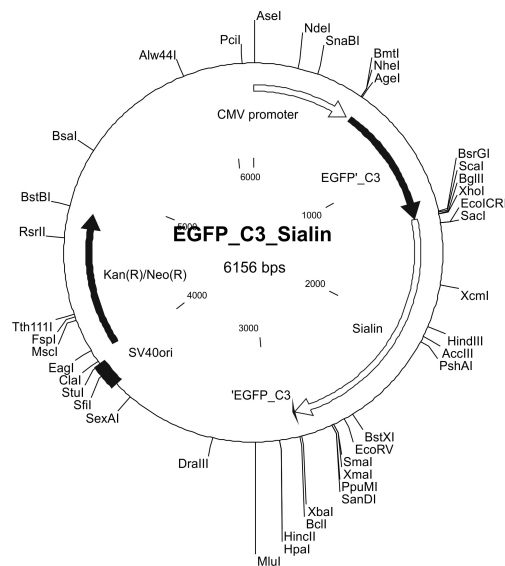 AseI
PciI
NdeI
SnaBI
Alw44I
BmtI
NheI
AgeI
CMV promoter
BsaI
BsrGI
ScaI
BglII
XhoI
EcoICRI
SacI
EGFP'_C3
6000
1000
BstBI
RsrII
5000
EGFP_C3_Sialin
6156 bps
Kan(R)/Neo(R)
4000
2000
XcmI
3000
Sialin
Tth111I
FspI
MscI
HindIII
AccIII
PshAI
SV40ori
EagI
ClaI
StuI
SfiI
SexAI
'EGFP_C3
BstXI
EcoRV
SmaI
XmaI
PpuMI
SanDI
DraIII
XbaI
BclI
HincII
HpaI
MluI